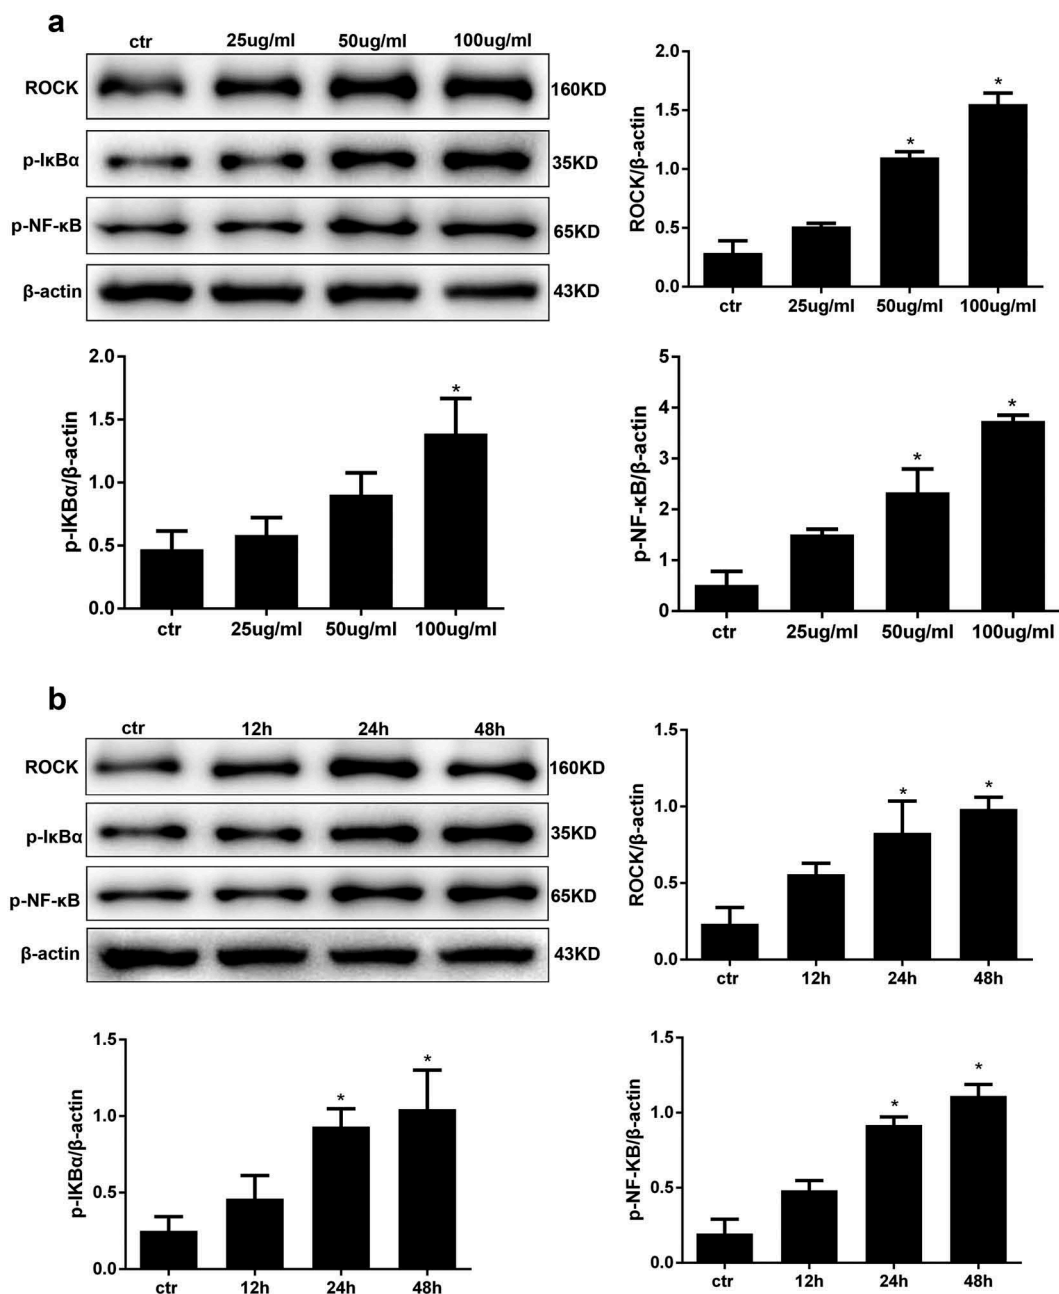 a
ctr 25ug/ml 50ug/ml 100ug/ml
ROCK 160KD
p-IκBα 35KD
p-NF-κB 65KD
β-actin 43KD
ROCK/β-actin
2.0
1.5
1.0
0.5
0.0
ctr 25ug/ml 50ug/ml 100ug/ml
* *
p-IKBα/β-actin
2.0
1.5
1.0
0.5
0.0
ctr 25ug/ml 50ug/ml 100ug/ml
*
p-NF-κB/β-actin
5
4
3
2
1
0
ctr 25ug/ml 50ug/ml 100ug/ml
* *
b
ctr 12h 24h 48h
ROCK 160KD
p-IκBα 35KD
p-NF-κB 65KD
β-actin 43KD
ROCK/β-actin
1.5
1.0
0.5
0.0
ctr 12h 24h 48h
* *
p-IKBα/β-actin
1.5
1.0
0.5
0.0
ctr 12h 24h 48h
* *
p-NF-KB/β-actin
1.5
1.0
0.5
0.0
ctr 12h 24h 48h
* *